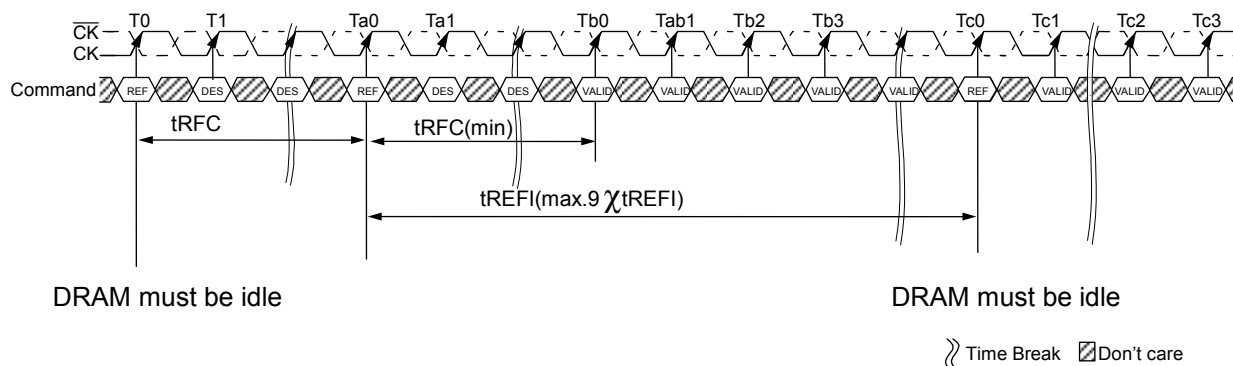 T0 T1 Ta0 Ta1 Tb0 Tab1 Tb2 Tb3 Tc0 Tc1 Tc2 Tc3
CK
CK
Command REF DES DES REF DES DES VALID VALID VALID VALID VALID REF VALID VALID VALID
tRFC tRFC(min)
tREFI(max.9 χtREFI)
DRAM must be idle DRAM must be idle
Time Break Don't care